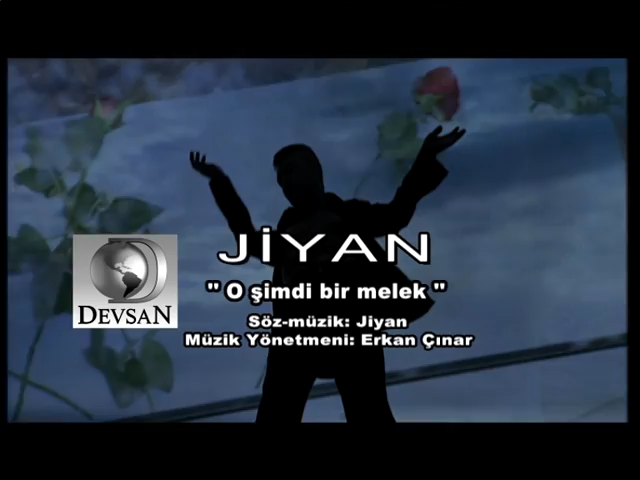 JİYAN
" O şimdi bir melek "
DEVSAN
Söz-müzik: Jiyan
Müzik Yönetmeni: Erkan Çınar